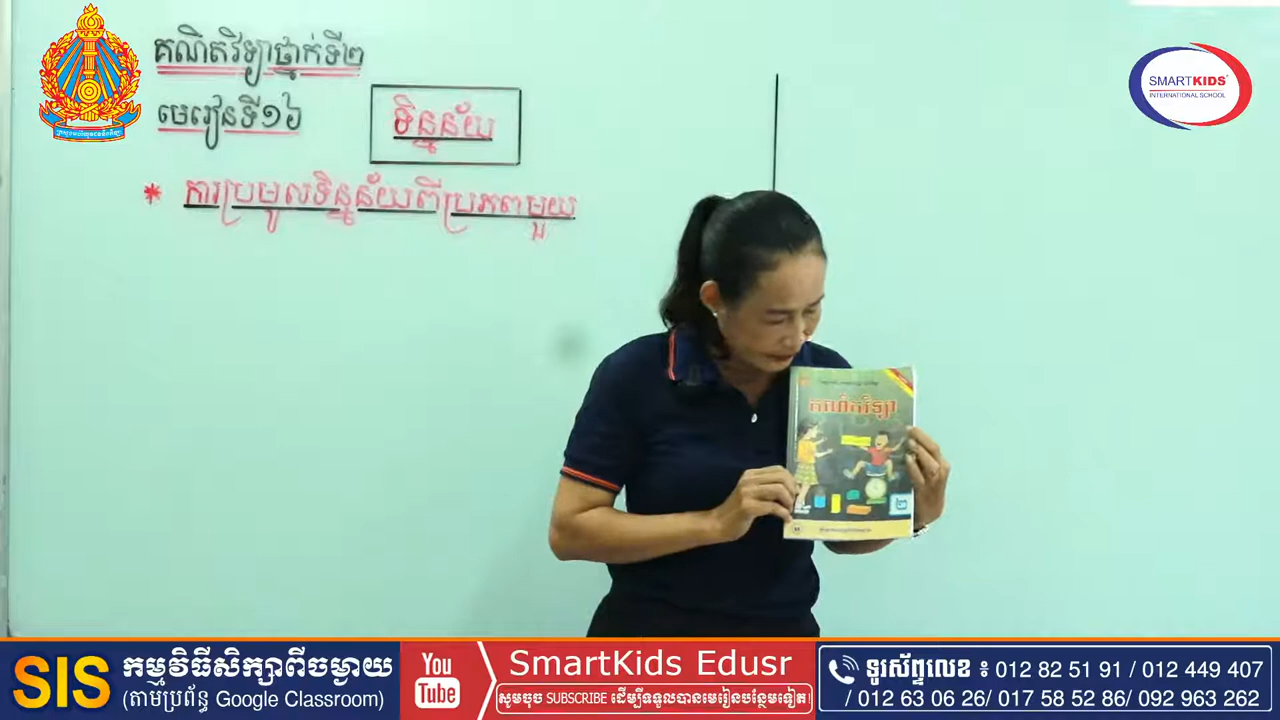 គណិតវិទ្យាថ្នាក់ទី២
មេរៀនទី១៦
ទិន្នន័យ
* ការប្រមូលទិន្នន័យពីប្រភពមួយ
SMARTKIDS
INTERNATIONAL SCHOOL
គណិតវិទ្យា
២
SIS
កម្មវិធីសិក្សាពីចម្ងាយ
(តាមប្រព័ន្ធ Google Classroom)
You
Tube
SmartKids Edusr
សូមចុច SUBSCRIBE ដើម្បីទទួលបានមេរៀនបន្ថែមទៀត!
ទូរស័ព្ទលេខ ៖ 012 82 51 91 / 012 449 407
/ 012 63 06 26/ 017 58 52 86/ 092 963 262